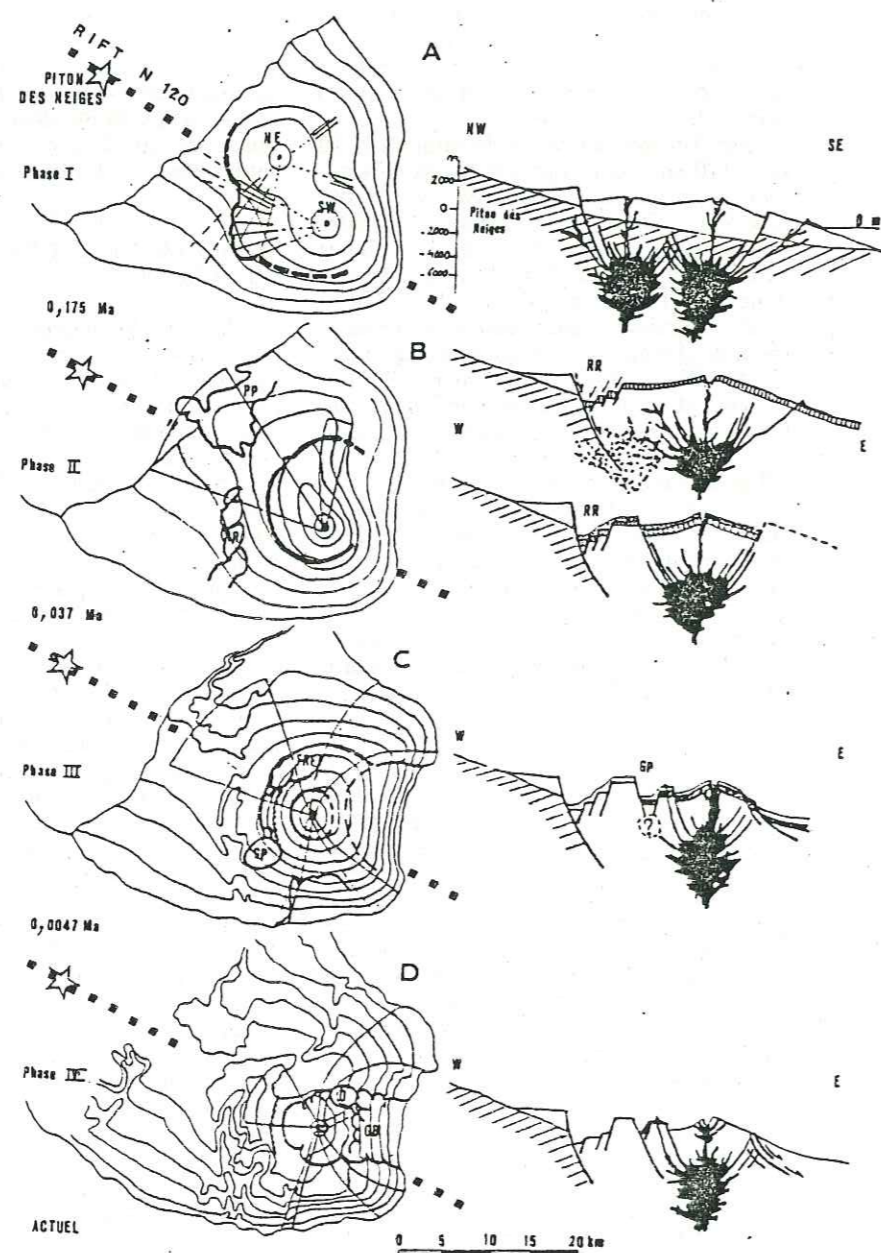 RIFT N 120
PITON
DES NEIGES
A
NE
SW
Phase I
NW
SE
m
2000
0
2000
4000
6000
Piton des
Neiges
0 m
0,175 Ma
B
PP
Phase II
RR
W
E
RR
0,037 Ma
C
Phase III
W
GP
E
?
0,0047 Ma
D
Phase IV
W
E
ACTUEL
0 5 10 15 20 km